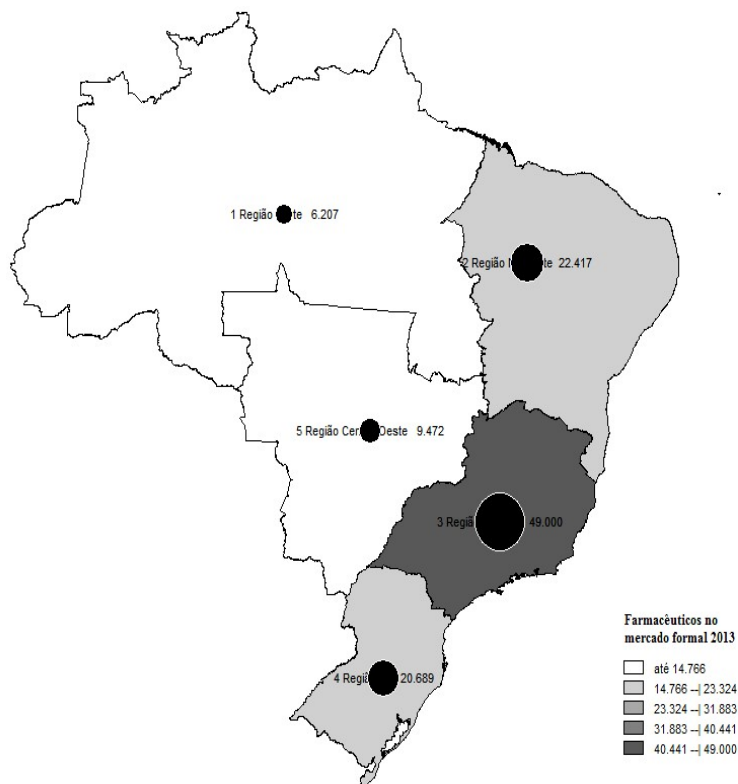 1 Região te 6.207
2 Região N te 22.417
5 Região Cen Oeste 9.472
3 Regiã 49.000
4 Regiã 20.689
Farmacêuticos no
mercado formal 2013
até 14.766
14.766 --| 23.324
23.324 --| 31.883
31.883 --| 40.441
40.441 --| 49.000